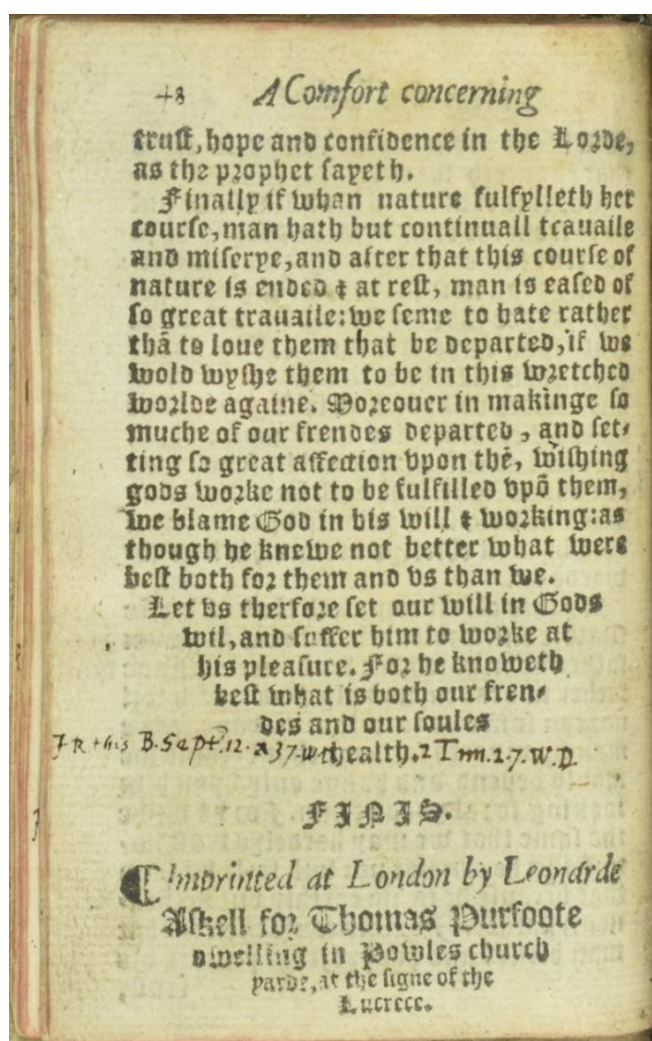 48 A Comfort concerning
trust, hope and confidence in the Lorde,
as the prophet sayeth.
Finally if whan nature fulfylleth her
course, man hath but continuall trauaile
and miserye, and after that this course of
nature is ended & at rest, man is eased of
so great trauaile: we seme to hate rather
thā to loue them that be departed, if we
wold wyshe them to be in this wretched
worlde againe. Moreouer in makinge so
muche of our frendes departed, and set-
ting so great affection vpon thē, wishing
gods worke not to be fulfilled vpō them,
we blame God in his will & working: as
though he knewe not better what were
best both for them and vs than we.
Let vs therfore set our will in Gods
wil, and suffer him to worke at
his pleasure. For he knoweth
best what is both our fren-
des and our soules
health. 2 Tim. 2.7. W.D.
FINIS.
Imprinted at London by Leonarde
Askell for Thomas Purfoote
dwelling in Powles church
yarde, at the signe of the
Lucrece.